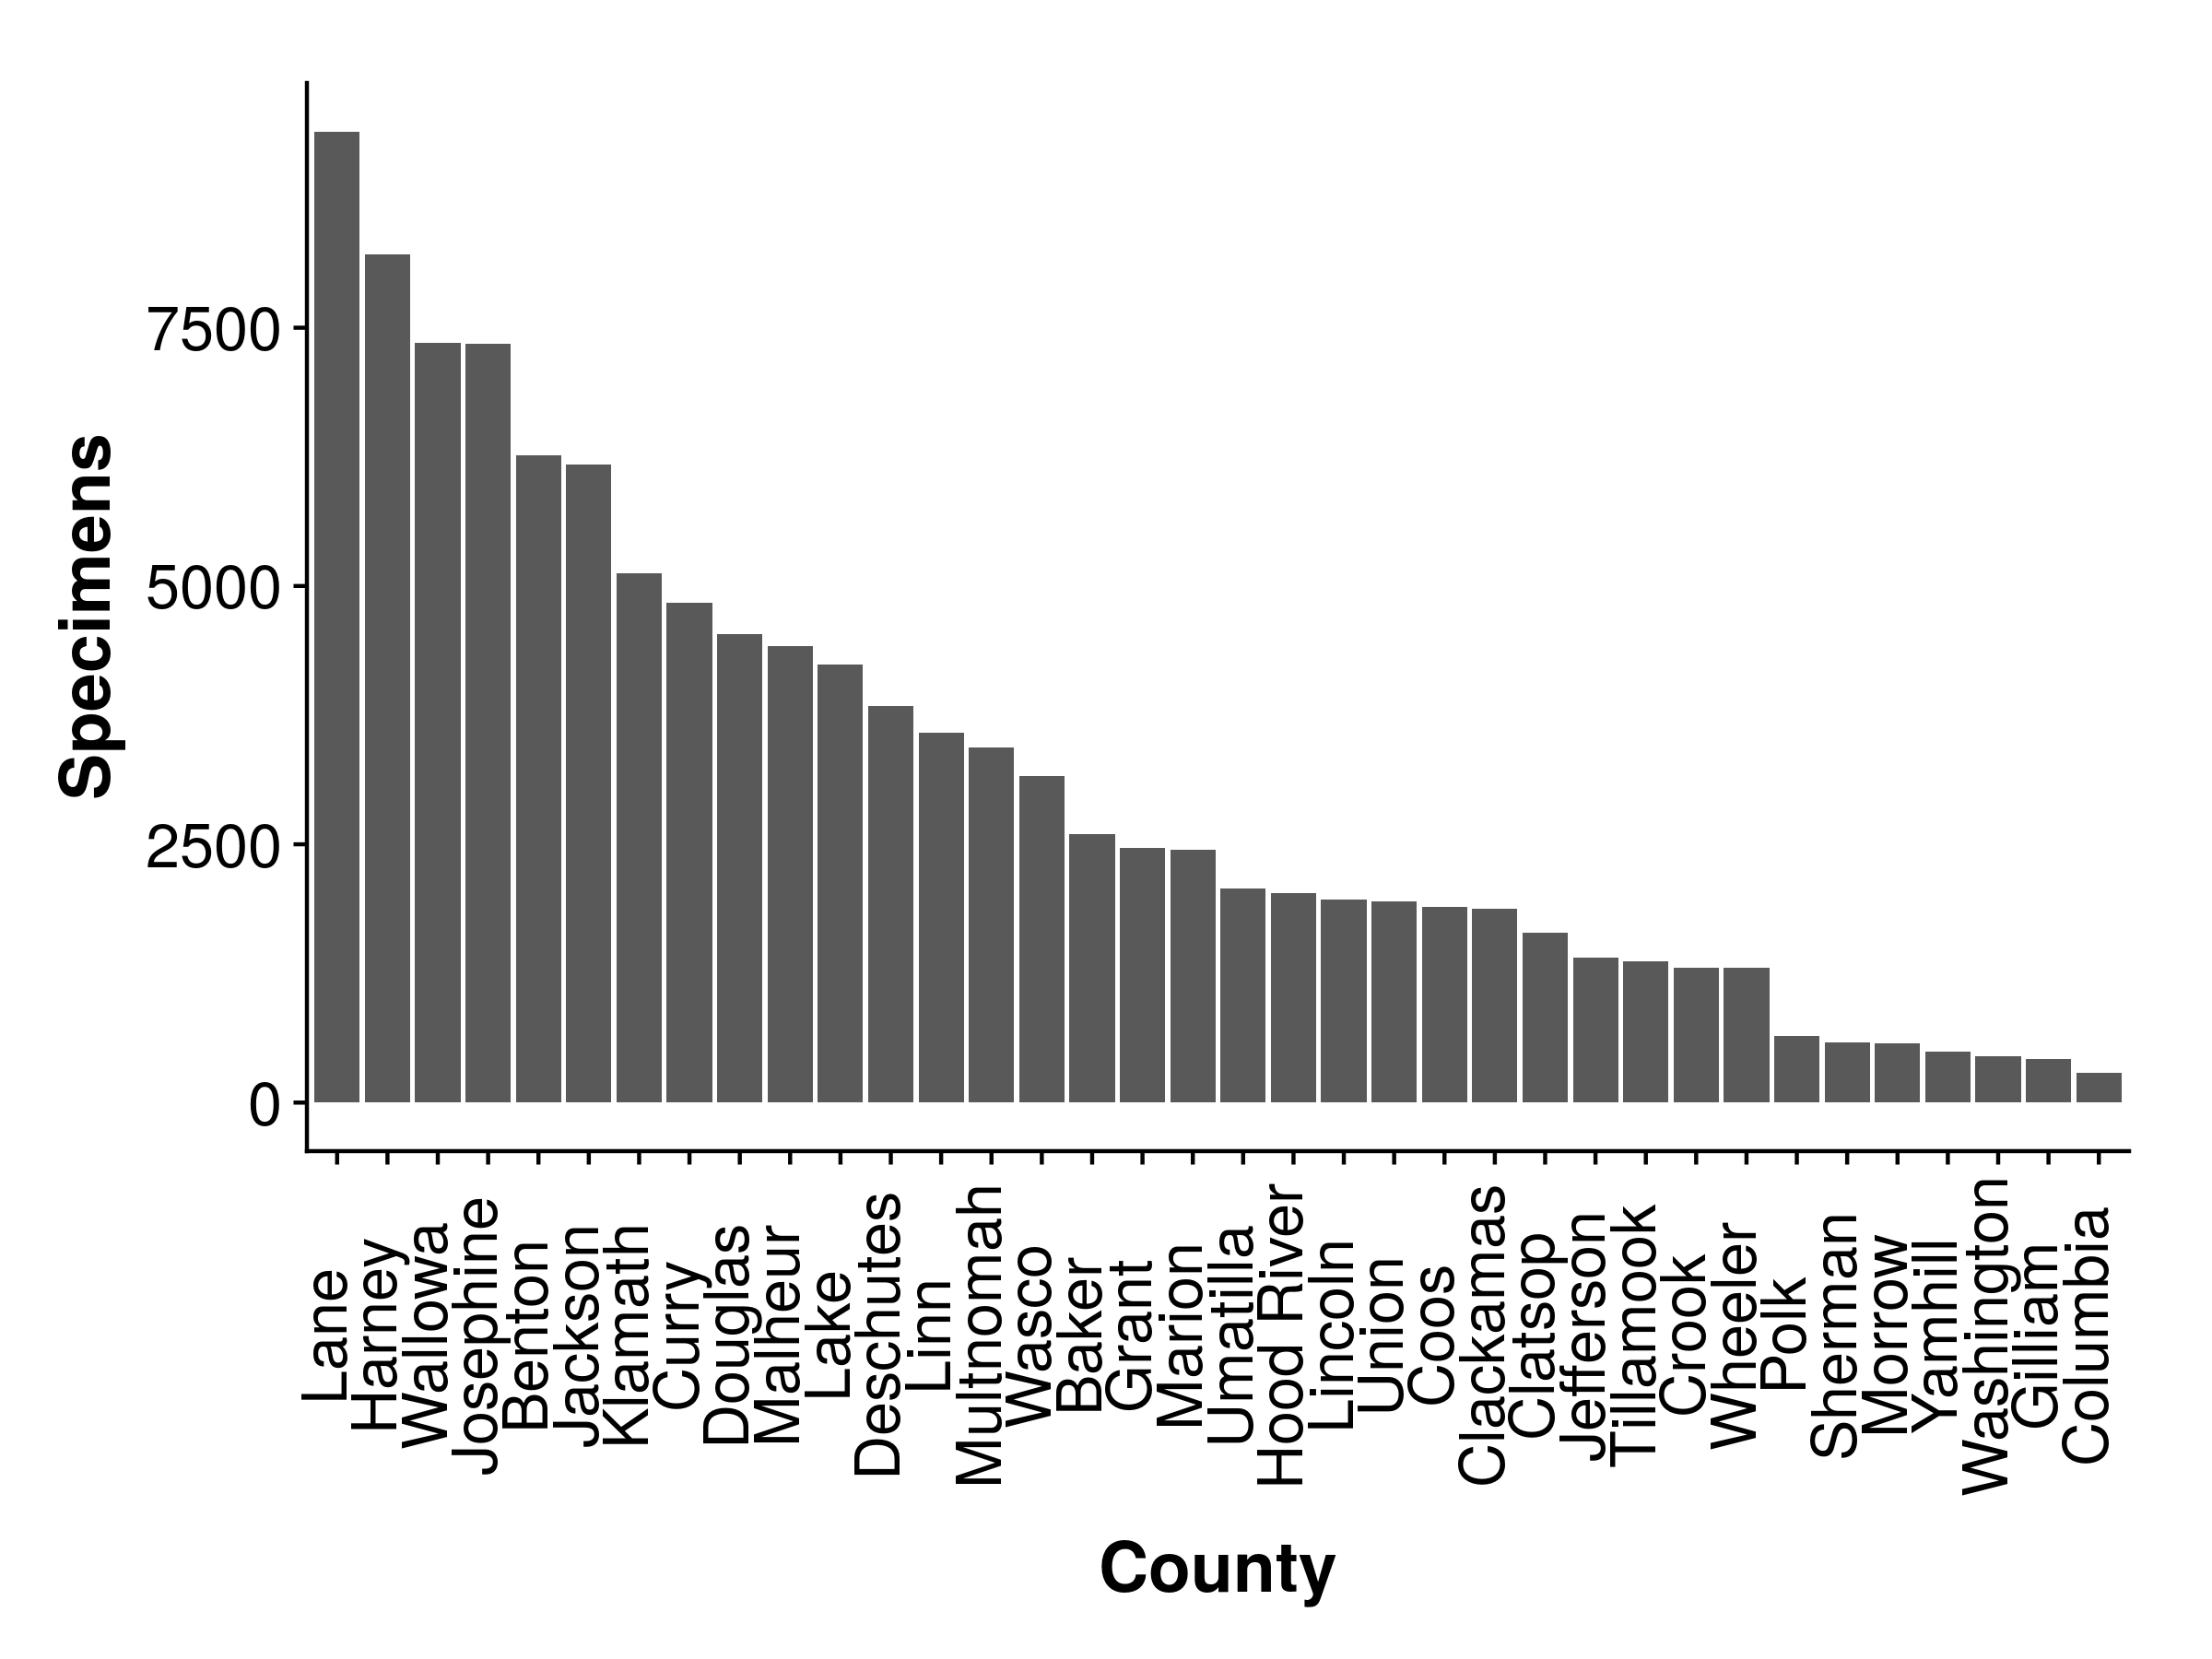 Specimens
7500
5000
2500
0
Lane
Harney
Wallowa
Josephine
Benton
Jackson
Klamath
Curry
Douglas
Malheur
Lake
Deschutes
Linn
Multnomah
Wasco
Baker
Grant
Marion
Umatilla
Hood River
Lincoln
Union
Coos
Clackamas
Clatsop
Jefferson
Tillamook
Crook
Wheeler
Polk
Sherman
Morrow
Yamhill
Washington
Gilliam
Columbia
County